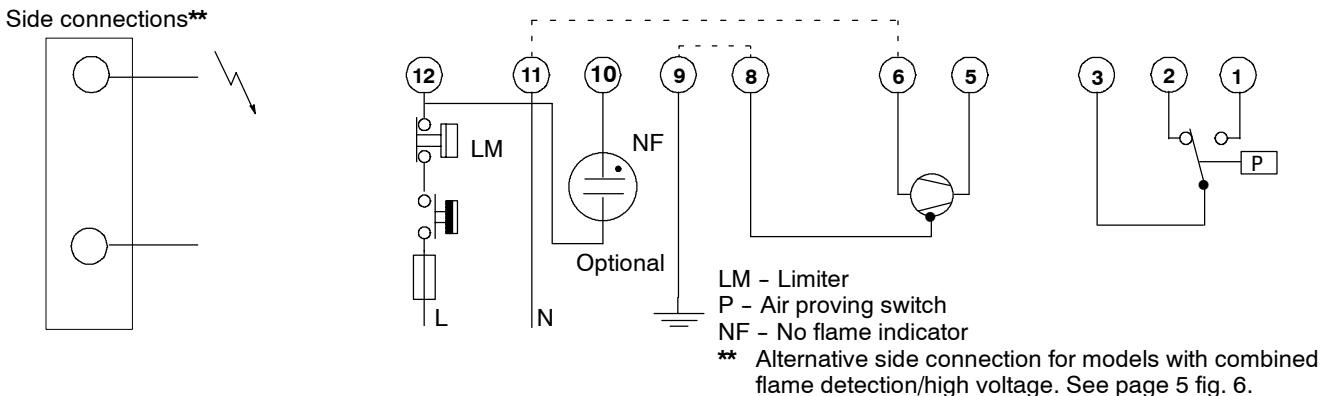 Side connections**
12 11 10 9 8 6 5 3 2 1
LM
NF
P
Optional
L
N
LM – Limiter
P – Air proving switch
NF – No flame indicator
** Alternative side connection for models with combined
flame detection/high voltage. See page 5 fig. 6.